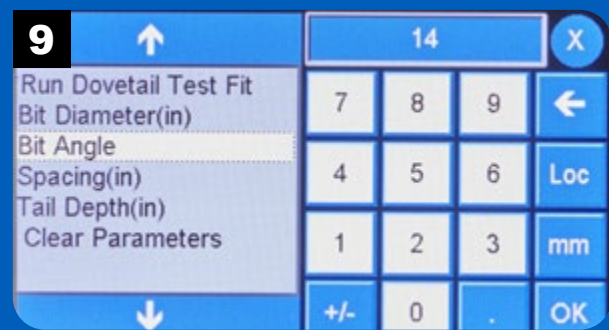 9
14
X
Run Dovetail Test Fit
Bit Diameter(in)
Bit Angle
Spacing(in)
Tail Depth(in)
Clear Parameters
7 8 9
4 5 6 Loc
1 2 3 mm
+/- 0 . OK